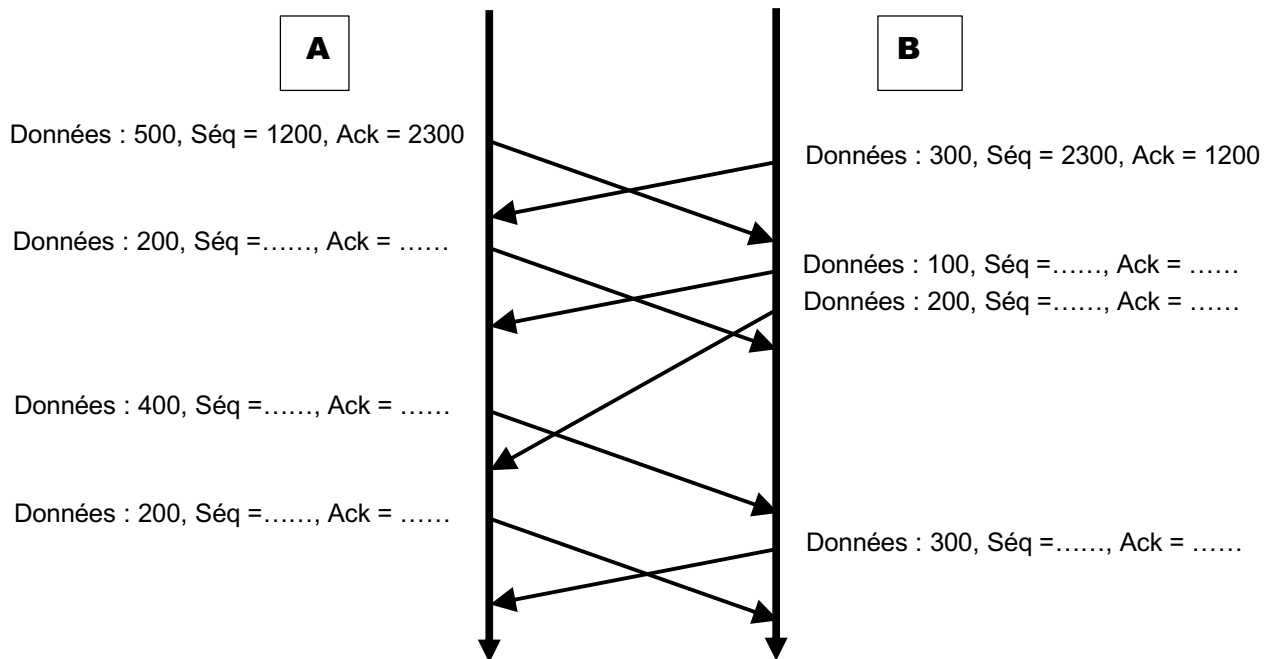 A
B
Données : 500, Séq = 1200, Ack = 2300
Données : 300, Séq = 2300, Ack = 1200
Données : 200, Séq =……, Ack = ……
Données : 100, Séq =……, Ack = ……
Données : 200, Séq =……, Ack = ……
Données : 400, Séq =……, Ack = ……
Données : 200, Séq =……, Ack = ……
Données : 300, Séq =……, Ack = ……